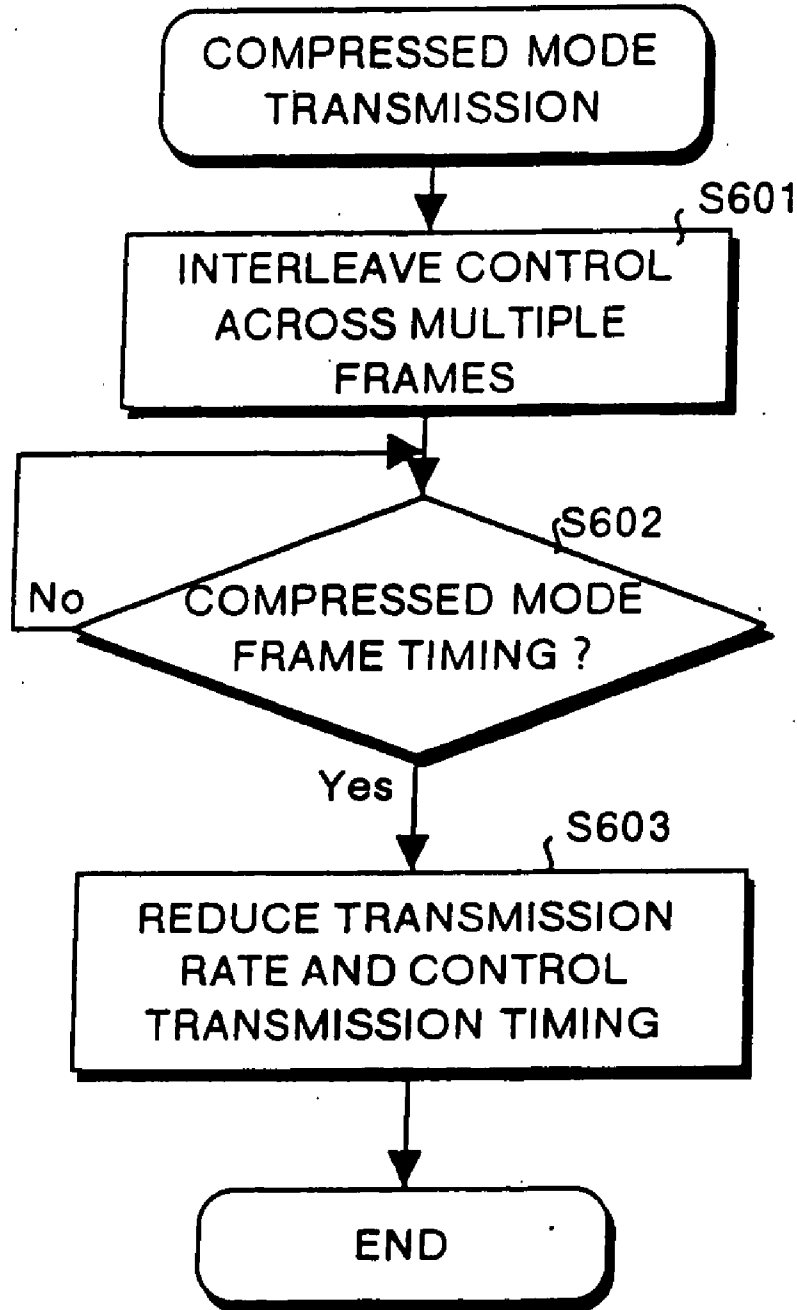 COMPRESSED MODE
TRANSMISSION
S601
INTERLEAVE CONTROL
ACROSS MULTIPLE
FRAMES
S602
No
COMPRESSED MODE
FRAME TIMING ?
Yes
S603
REDUCE TRANSMISSION
RATE AND CONTROL
TRANSMISSION TIMING
END